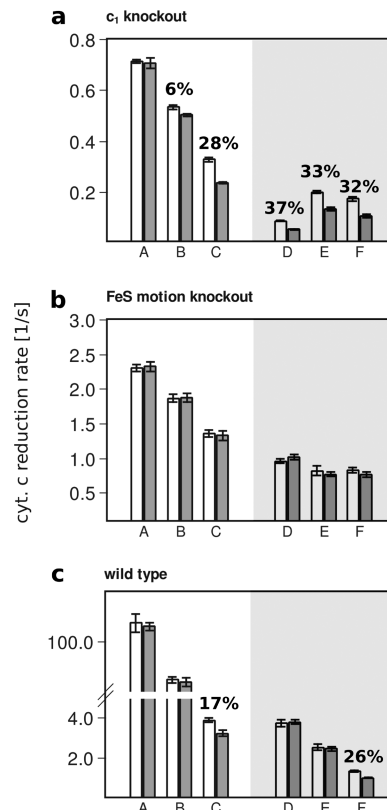 a c₁ knockout
0.8
0.6
0.4
0.2
6%
28%
37%
33%
32%
A B C D E F
b FeS motion knockout
3.0
2.5
2.0
1.5
1.0
0.5
A B C D E F
cyt. c reduction rate [1/s]
c wild type
100.0
4.0
2.0
17%
26%
A B C D E F